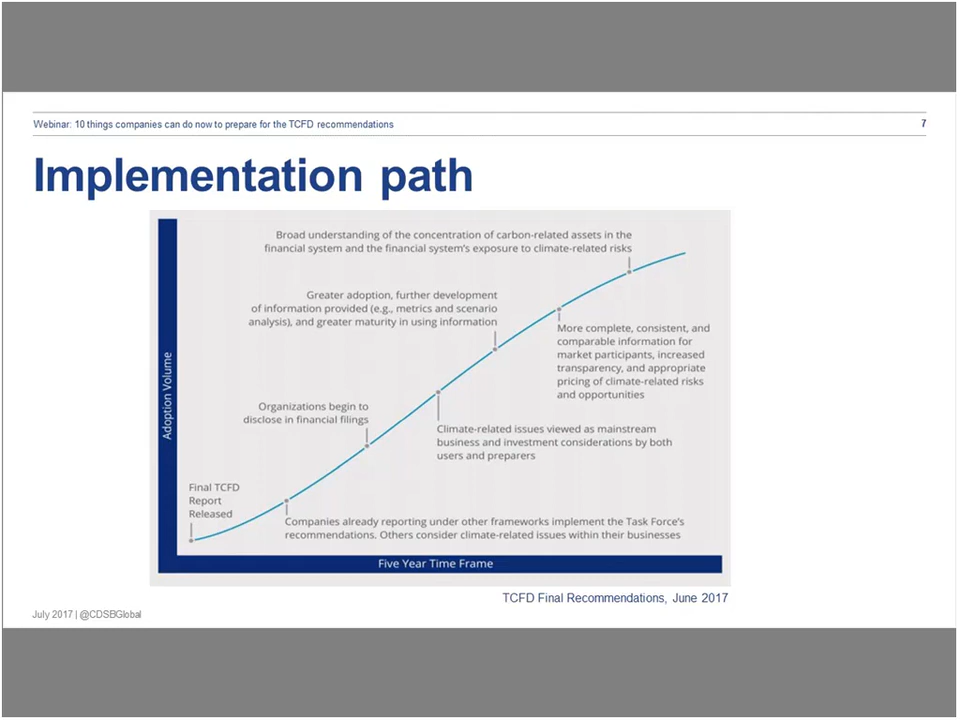 Webinar: 10 things companies can do now to prepare for the TCFD recommendations
7
Implementation path
Broad understanding of the concentration of carbon-related assets in the
financial system and the financial system's exposure to climate-related risks
Greater adoption, further development
of information provided (e.g., metrics and scenario
analysis), and greater maturity in using information
More complete, consistent, and
comparable information for
market participants, increased
transparency, and appropriate
pricing of climate-related risks
and opportunities
Adoption Volume
Organizations begin to
disclose in financial filings
Climate-related issues viewed as mainstream
business and investment considerations by both
users and preparers
Final TCFD
Report
Released
Companies already reporting under other frameworks implement the Task Force's
recommendations. Others consider climate-related issues within their businesses
Five Year Time Frame
TCFD Final Recommendations, June 2017
July 2017 | @CDSBGlobal